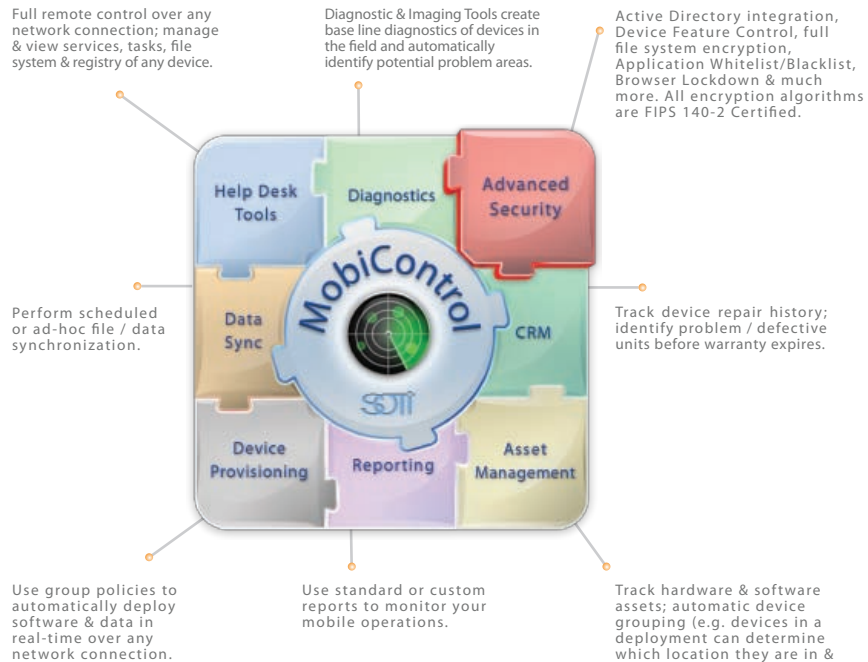 Full remote control over any
network connection; manage
& view services, tasks, file
system & registry of any device.
Diagnostic & Imaging Tools create
base line diagnostics of devices in
the field and automatically
identify potential problem areas.
Active Directory integration,
Device Feature Control, full
file system encryption,
Application Whitelist/Blacklist,
Browser Lockdown & much
more. All encryption algorithms
are FIPS 140-2 Certified.
Help Desk
Tools
Diagnostics
Advanced
Security
MobiControl
Perform scheduled
or ad-hoc file / data
synchronization.
Data
Sync
CRM
Track device repair history;
identify problem / defective
units before warranty expires.
SOTI
Device
Provisioning
Reporting
Asset
Management
Use group policies to
automatically deploy
software & data in
real-time over any
network connection.
Use standard or custom
reports to monitor your
mobile operations.
Track hardware & software
assets; automatic device
grouping (e.g. devices in a
deployment can determine
which location they are in &